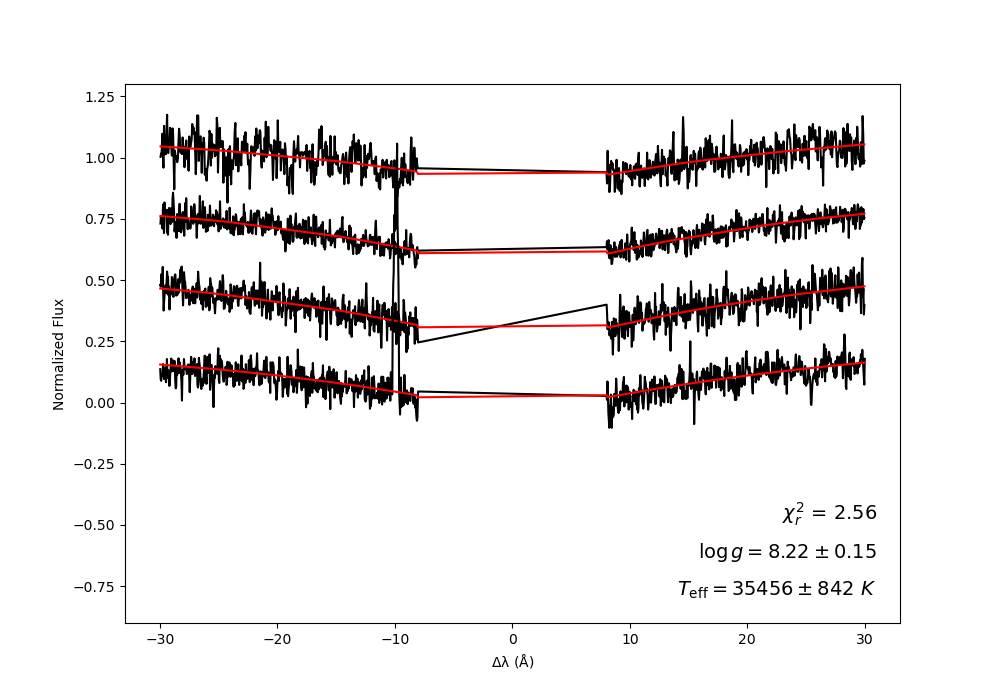 1.25
1.00
0.75
0.50
0.25
0.00
−0.25
−0.50
−0.75
Normalized Flux
χ²ᵣ = 2.56
log g = 8.22 ± 0.15
T_eff = 35456 ± 842 K
−30 −20 −10 0 10 20 30
Δλ (Å)